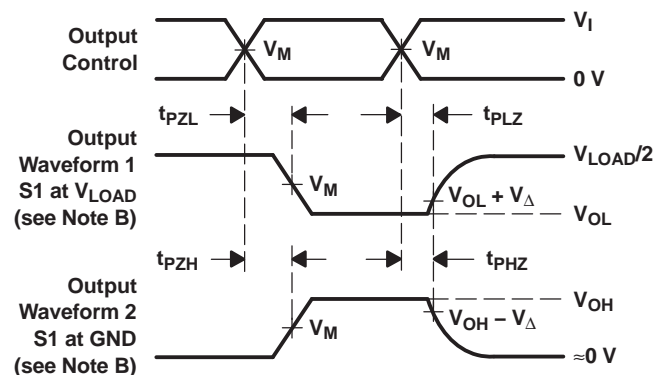 Output
Control
V_M
V_M
V_I
0 V
t_PZL
t_PLZ
Output
Waveform 1
S1 at V_LOAD
(see Note B)
V_M
V_LOAD/2
V_OL + V_Δ
V_OL
t_PZH
t_PHZ
Output
Waveform 2
S1 at GND
(see Note B)
V_M
V_OH
V_OH – V_Δ
≈0 V